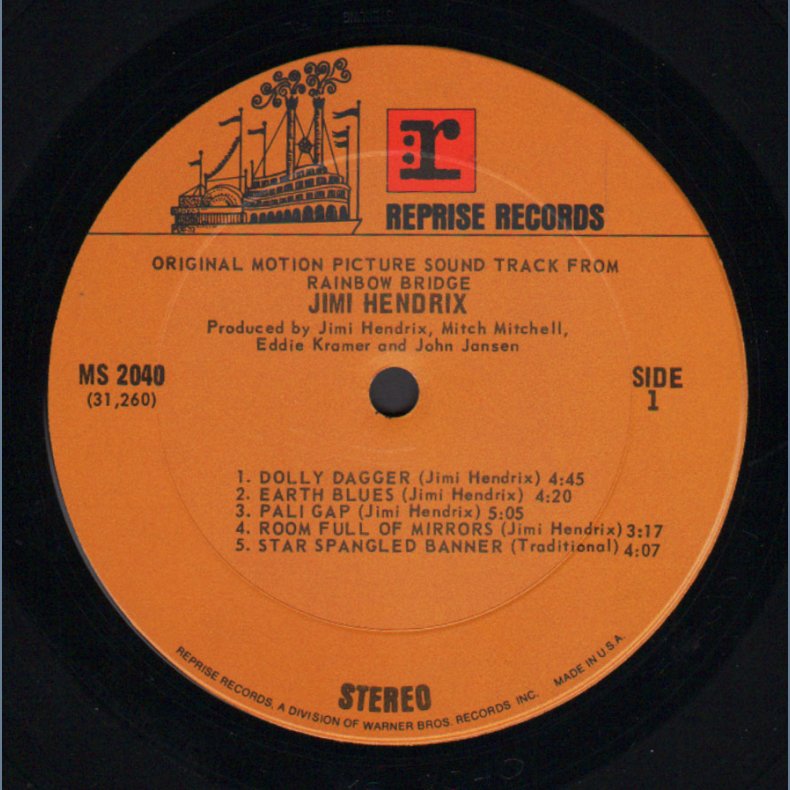 r
REPRISE RECORDS
ORIGINAL MOTION PICTURE SOUND TRACK FROM
RAINBOW BRIDGE
JIMI HENDRIX
Produced by Jimi Hendrix, Mitch Mitchell,
Eddie Kramer and John Jansen
MS 2040
(31,260)
SIDE
1
1. DOLLY DAGGER (Jimi Hendrix) 4:45
2. EARTH BLUES (Jimi Hendrix) 4:20
3. PALI GAP (Jimi Hendrix) 5:05
4. ROOM FULL OF MIRRORS (Jimi Hendrix) 3:17
5. STAR SPANGLED BANNER (Traditional) 4:07
STEREO
REPRISE RECORDS, A DIVISION OF WARNER BROS. RECORDS INC. MADE IN U.S.A.